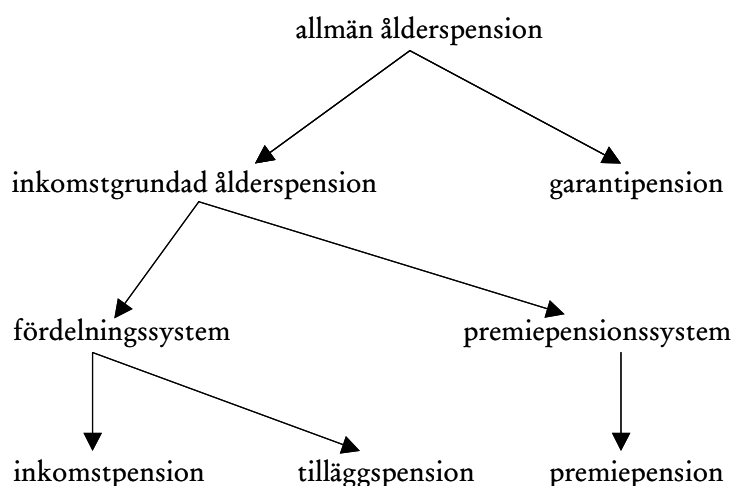 allmän ålderspension
inkomstgrundad ålderspension garantipension
fördelningssystem premiepensionssystem
inkomstpension tilläggspension premiepension